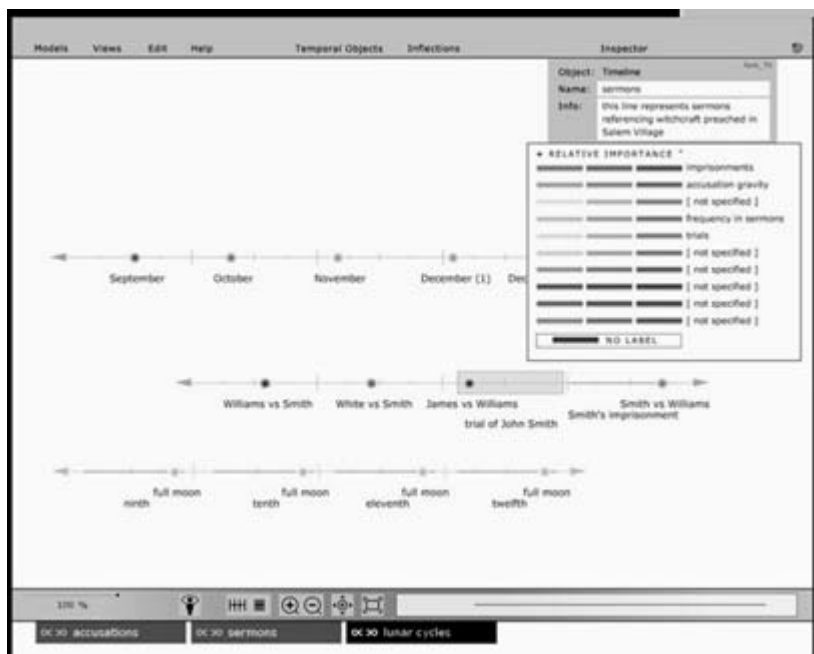 Models Views Edit Help Temporal Objects Inflections Inspector
Object: Timeline
Name: sermons
Info: this line represents sermons
referencing witchcraft preached in
Salem Village
+ RELATIVE IMPORTANCE
imprisonments
accusation gravity
[ not specified ]
frequency in sermons
trials
[ not specified ]
[ not specified ]
[ not specified ]
[ not specified ]
[ not specified ]
NO LABEL
September October November December (1)
Williams vs Smith White vs Smith James vs Williams Smith vs Williams
trial of John Smith Smith's imprisonment
full moon full moon full moon full moon
ninth tenth eleventh twelfth
100 %
accusations sermons lunar cycles